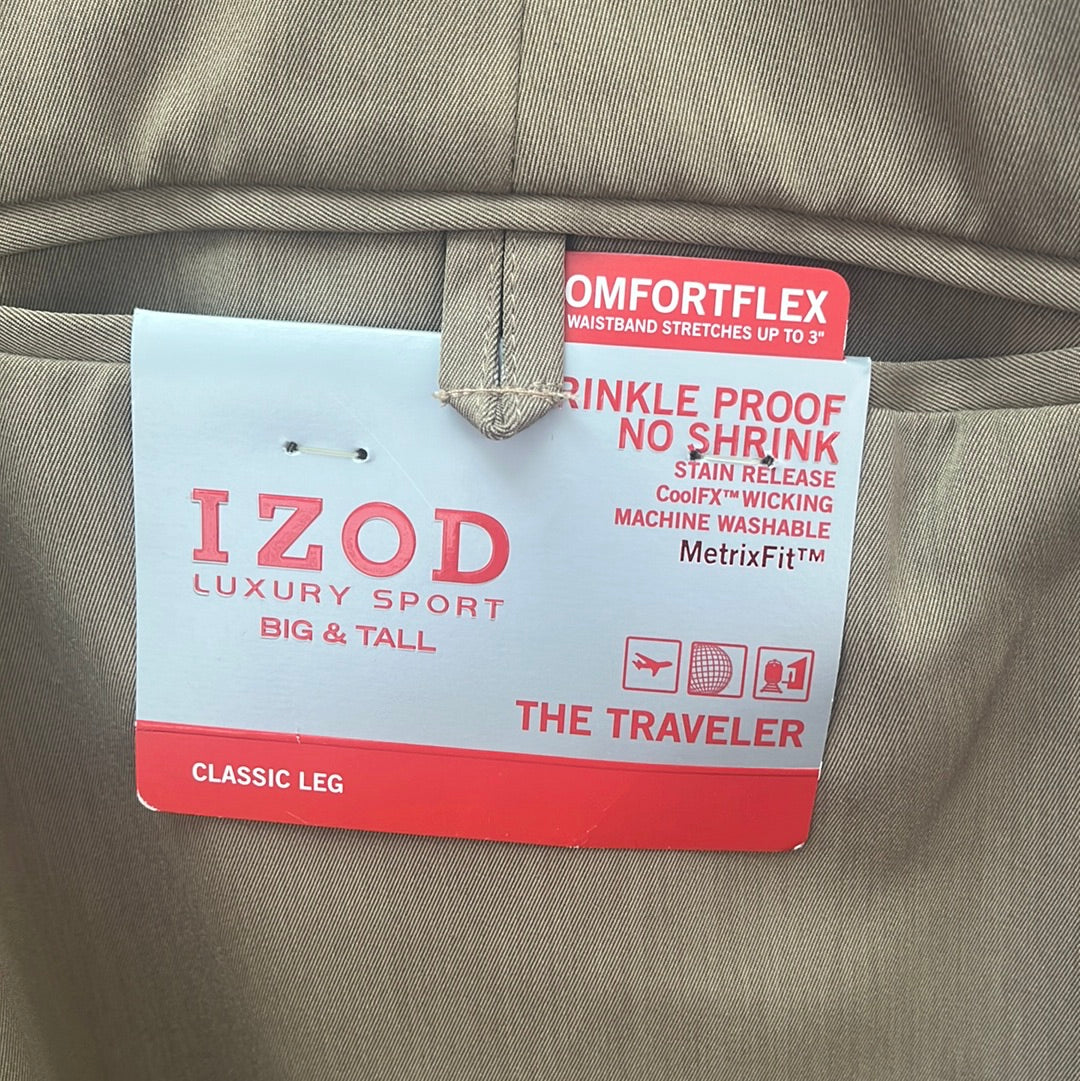 OMFORTFLEX
WAISTBAND STRETCHES UP TO 3"
RINKLE PROOF
NO SHRINK
STAIN RELEASE
CoolFX™ WICKING
MACHINE WASHABLE
MetrixFit™
IZOD
LUXURY SPORT
BIG & TALL
THE TRAVELER
CLASSIC LEG